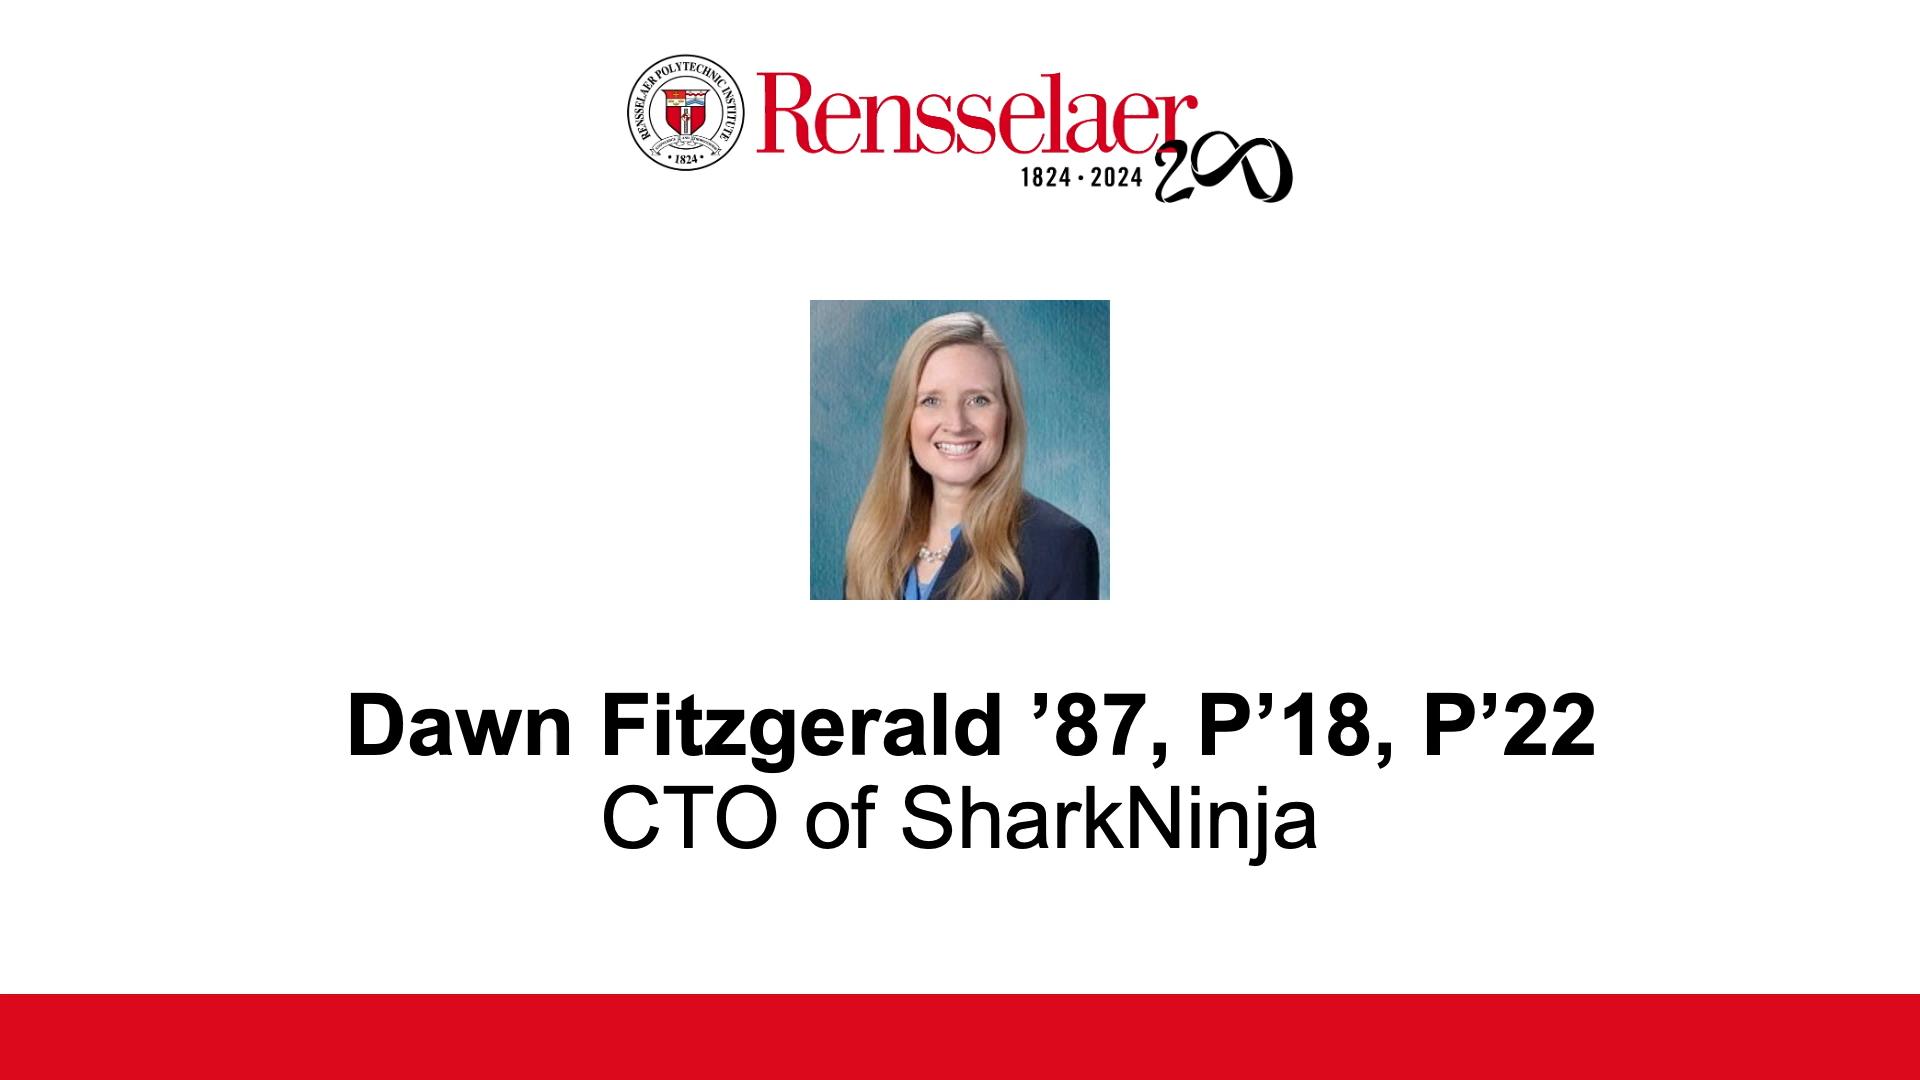 RENSSELAER POLYTECHNIC INSTITUTE
• 1824 •
Rensselaer
1824 • 2024
200
Dawn Fitzgerald ’87, P’18, P’22
CTO of SharkNinja